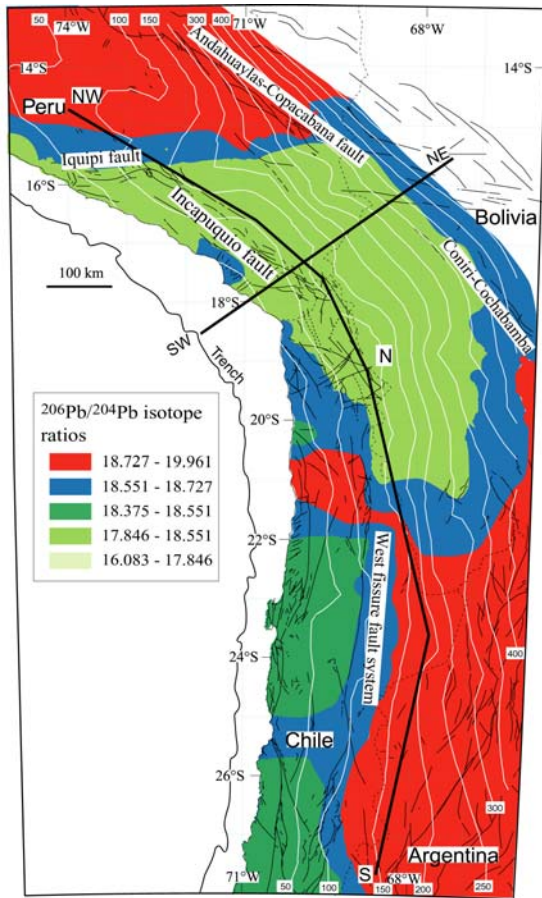 50 100 150 300 400
74°W 71°W 68°W
14°S 14°S
Andahuaylas-Copacabana fault
Peru NW
NE
Iquipi fault
16°S
Bolivia
Incapuquio fault
Coniri-Cochabamba
100 km
18°S
SW
Trench
N
206Pb/204Pb isotope
ratios
18.727 - 19.961
18.551 - 18.727
18.375 - 18.551
17.846 - 18.551
16.083 - 17.846
20°S
22°S
West fissure fault system
24°S
400
Chile
26°S
300
Argentina
71°W S 68°W
50 100 150 200 250